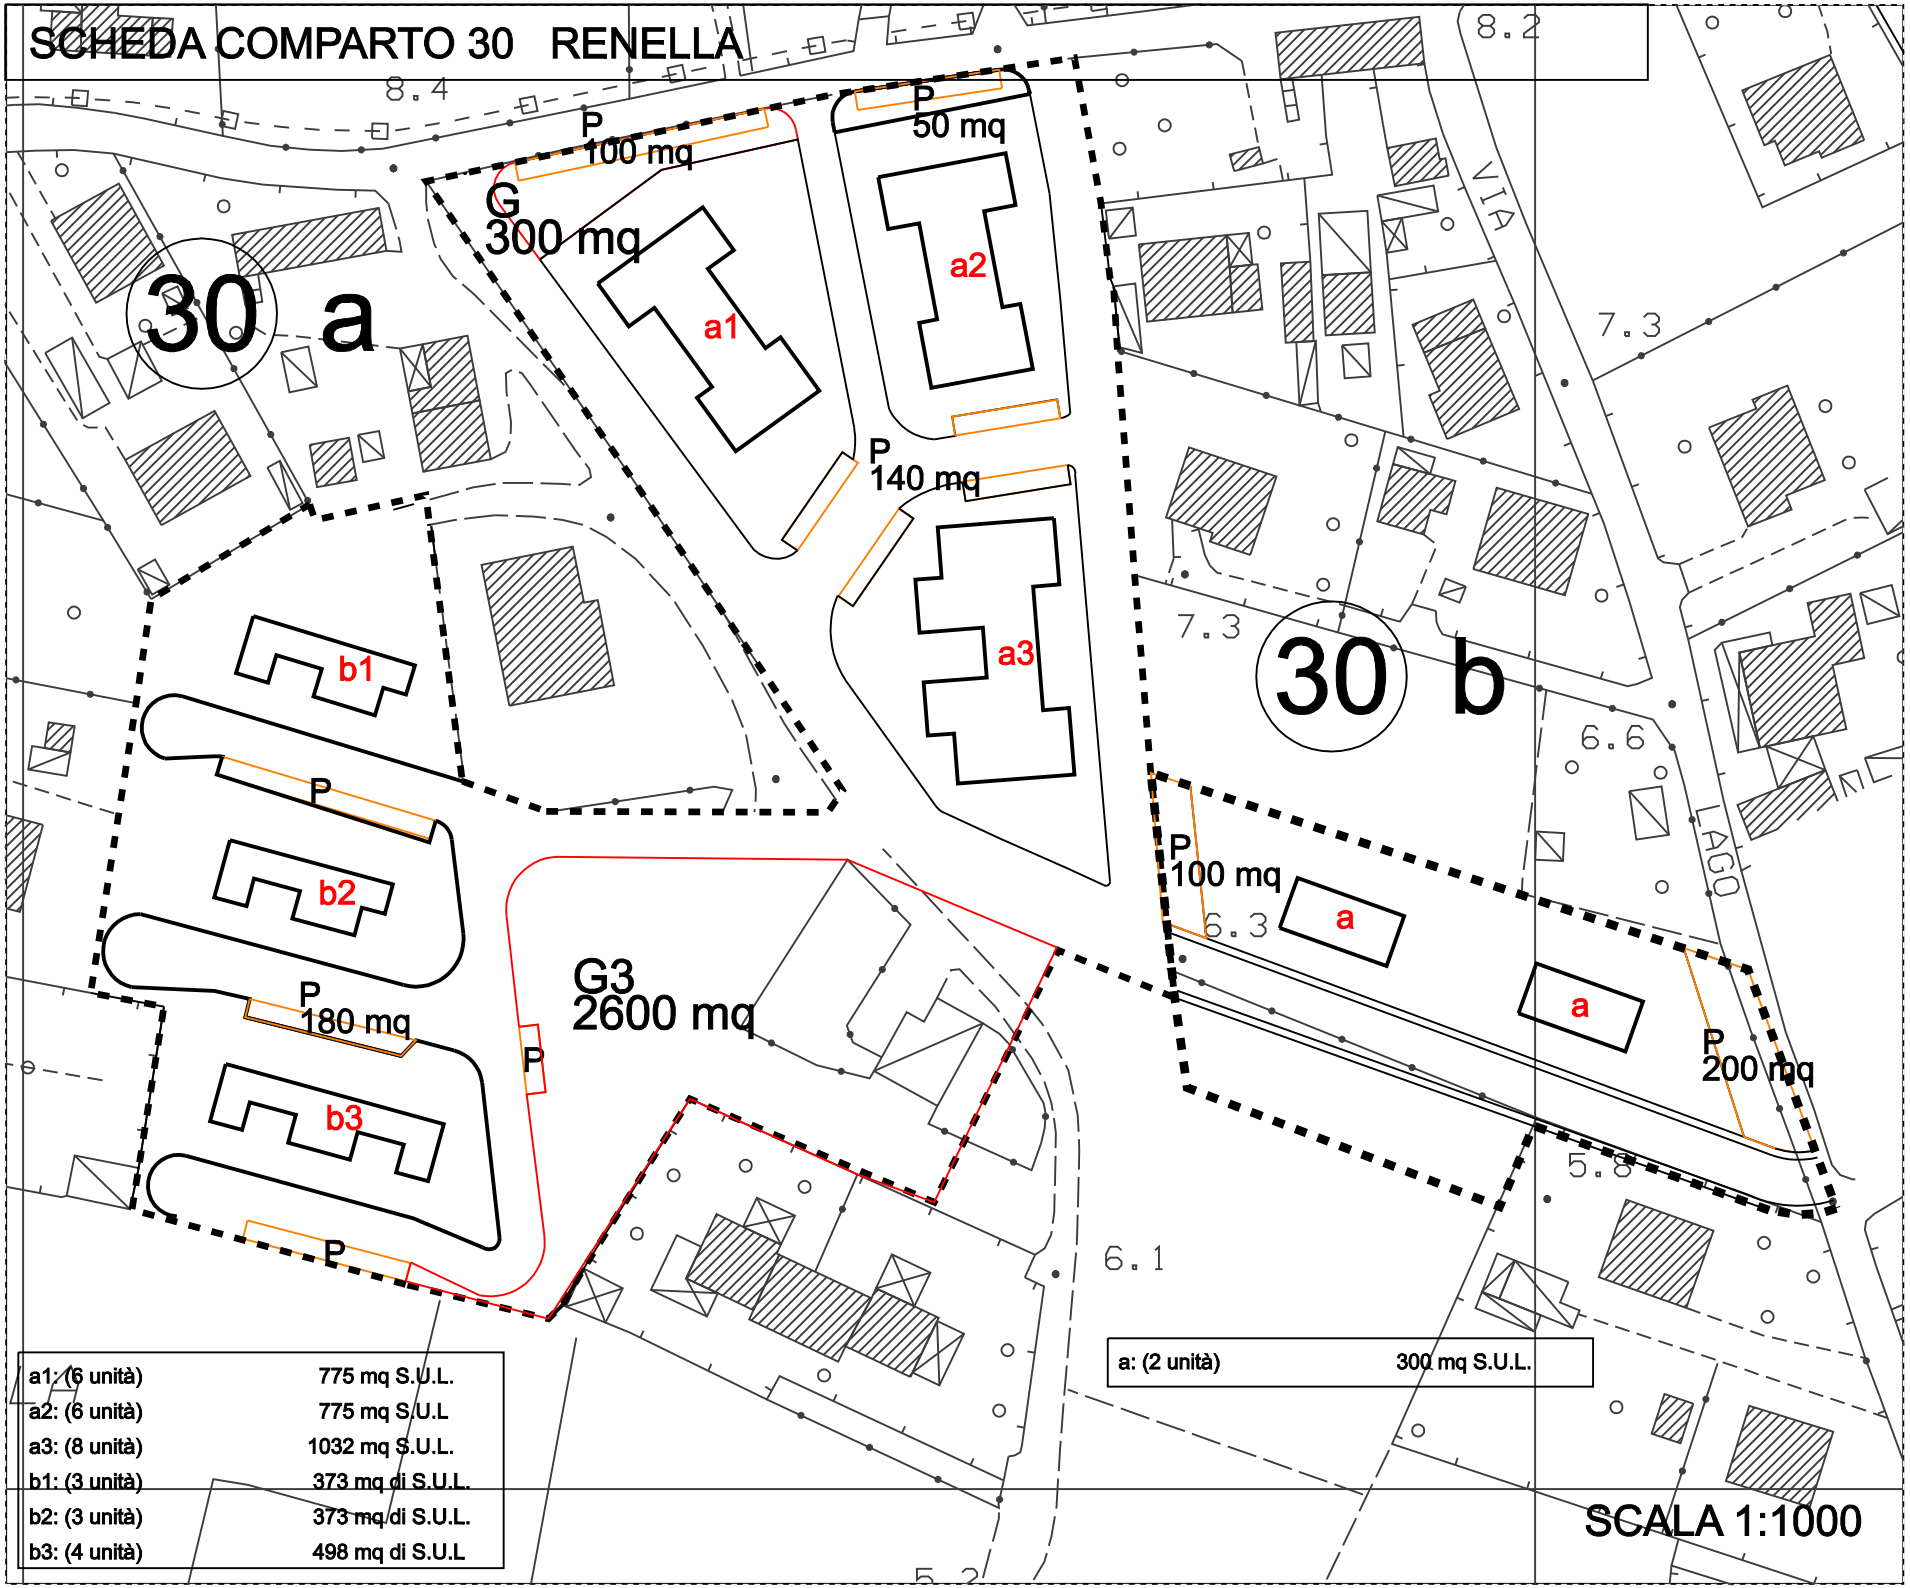 SCHEDA COMPARTO 30 RENELLA
8.2
8.4
P
50 mq
P
100 mq
G
300 mq
VIA
a2
30 a
a1
7.3
P
140 mq
7.3
a3
30 b
b1
6.6
P
P
100 mq
LAGO
b2
a
6.3
G3
2600 mq
P
180 mq
a
P
200 mq
P
b3
5.8
P
6.1
a1: (6 unità) 775 mq S.U.L.
a2: (6 unità) 775 mq S.U.L
a3: (8 unità) 1032 mq S.U.L.
b1: (3 unità) 373 mq di S.U.L.
b2: (3 unità) 373 mq di S.U.L.
b3: (4 unità) 498 mq di S.U.L
a: (2 unità) 300 mq S.U.L.
SCALA 1:1000
5.2